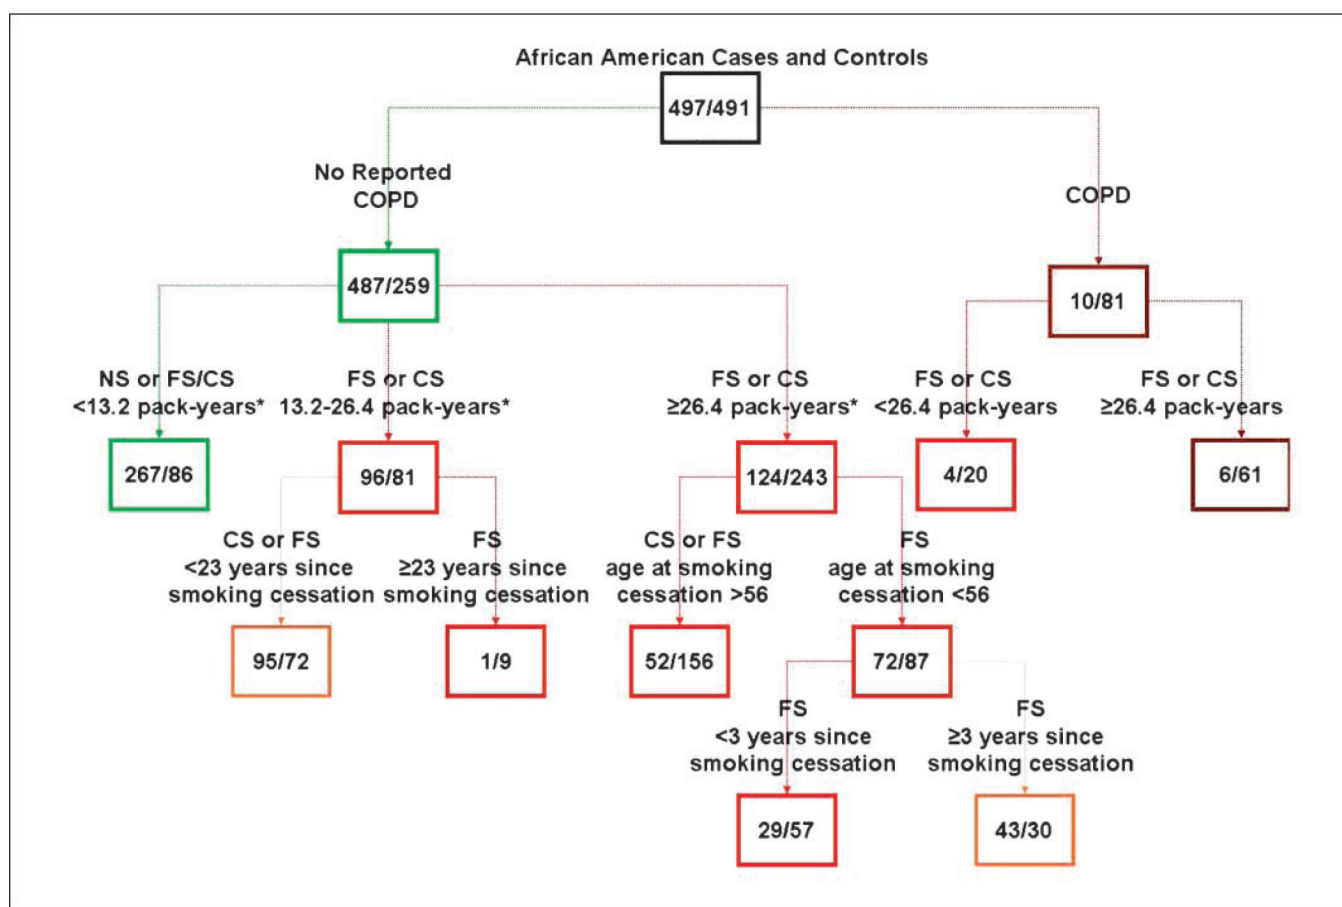 African American Cases and Controls
497/491
No Reported
COPD
COPD
487/259
10/81
NS or FS/CS
<13.2 pack-years*
FS or CS
13.2-26.4 pack-years*
FS or CS
≥26.4 pack-years*
FS or CS
<26.4 pack-years
FS or CS
≥26.4 pack-years
267/86
96/81
124/243
4/20
6/61
CS or FS
<23 years since
smoking cessation
FS
≥23 years since
smoking cessation
CS or FS
age at smoking
cessation >56
FS
age at smoking
cessation <56
95/72
1/9
52/156
72/87
FS
<3 years since
smoking cessation
FS
≥3 years since
smoking cessation
29/57
43/30